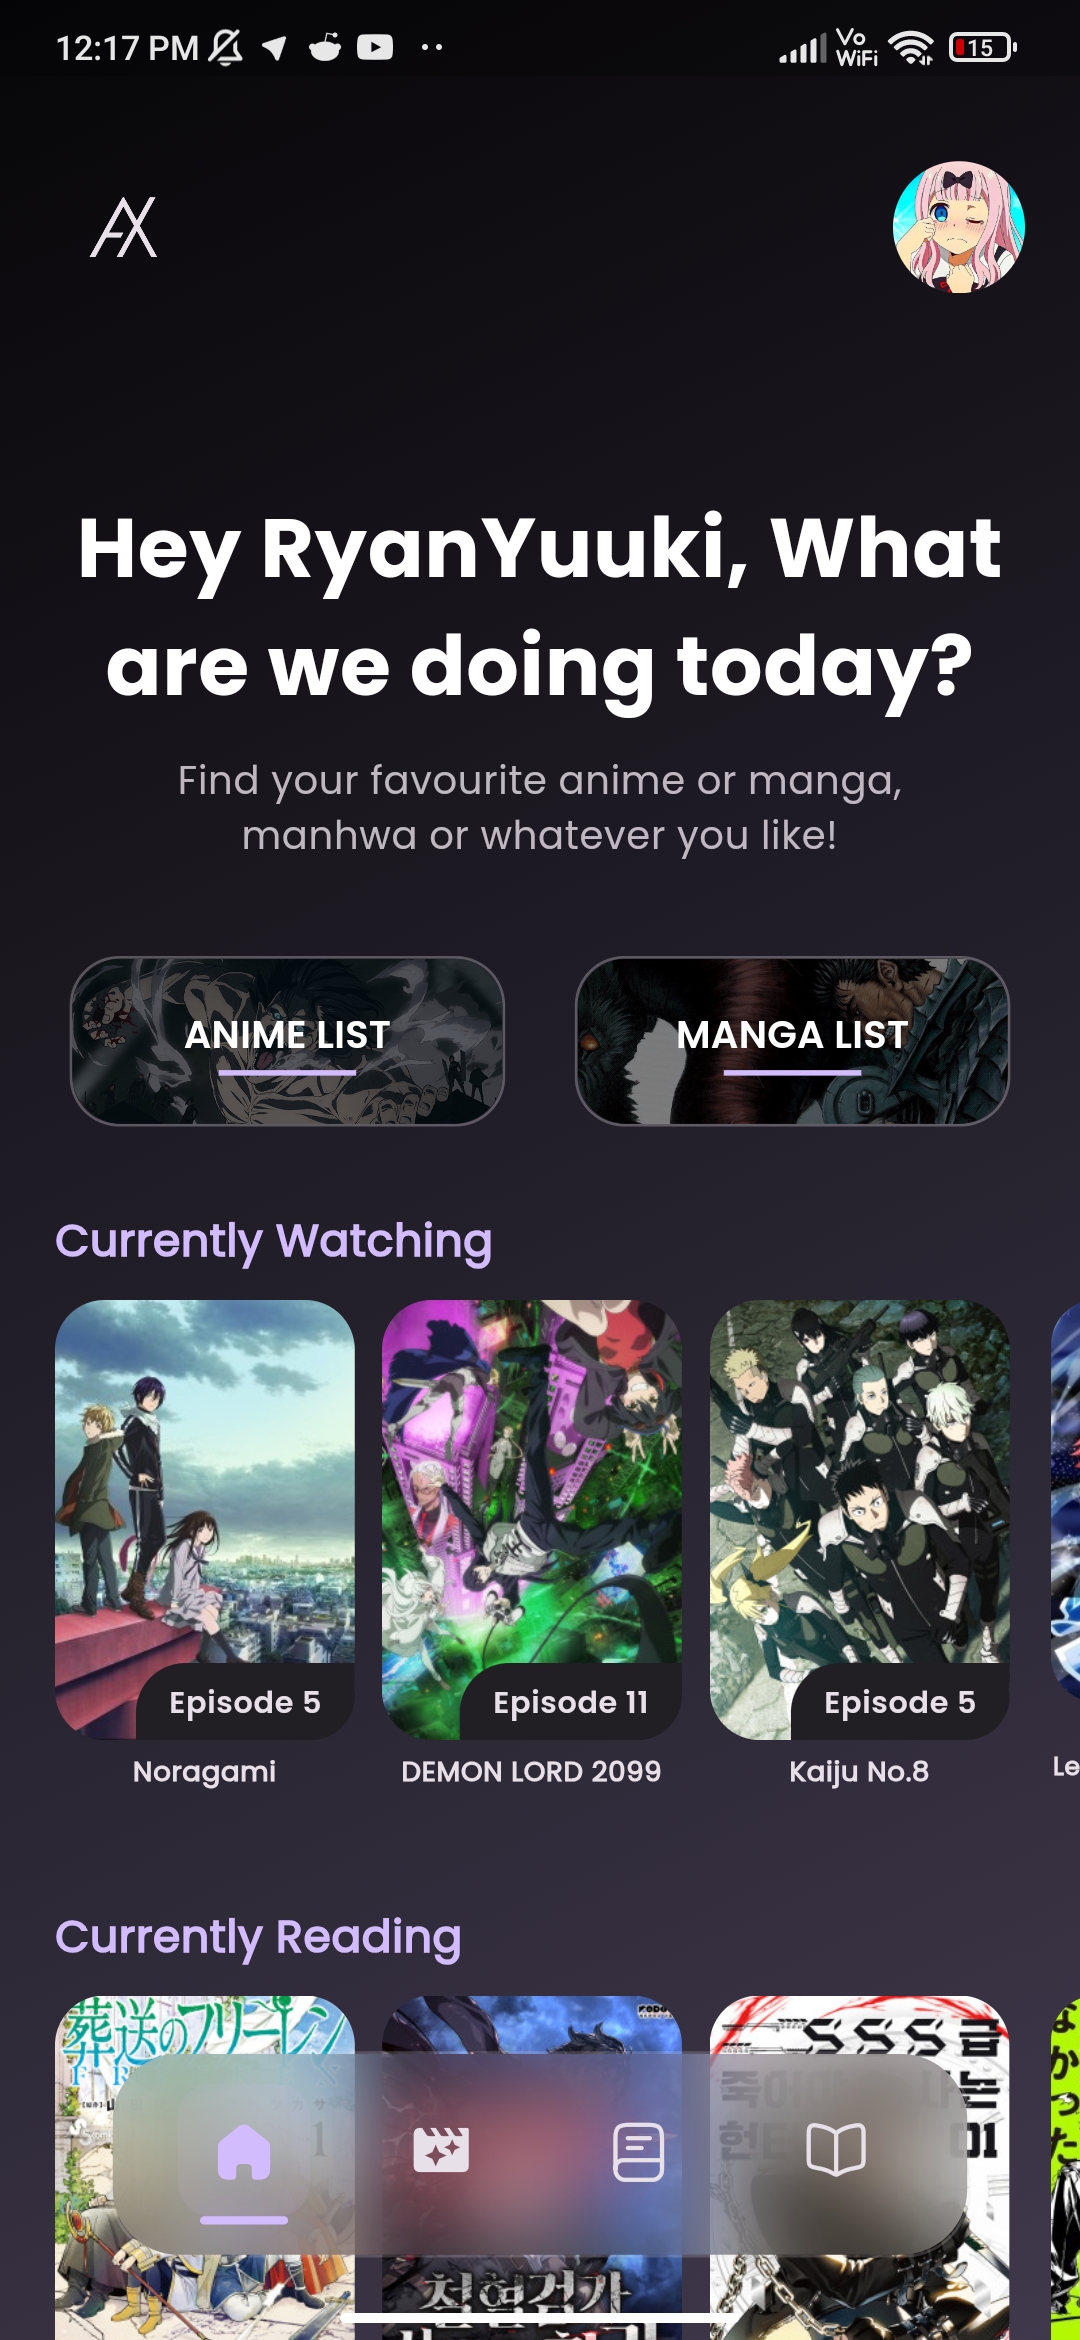 12:17 PM
Vo
WiFi
15
AX
Hey RyanYuuki, What
are we doing today?
Find your favourite anime or manga,
manhwa or whatever you like!
ANIME LIST
MANGA LIST
Currently Watching
Episode 5
Episode 11
Episode 5
Noragami
DEMON LORD 2099
Kaiju No.8
Le
Currently Reading
葬送のフリーレン
SSS급
01
철혈검가